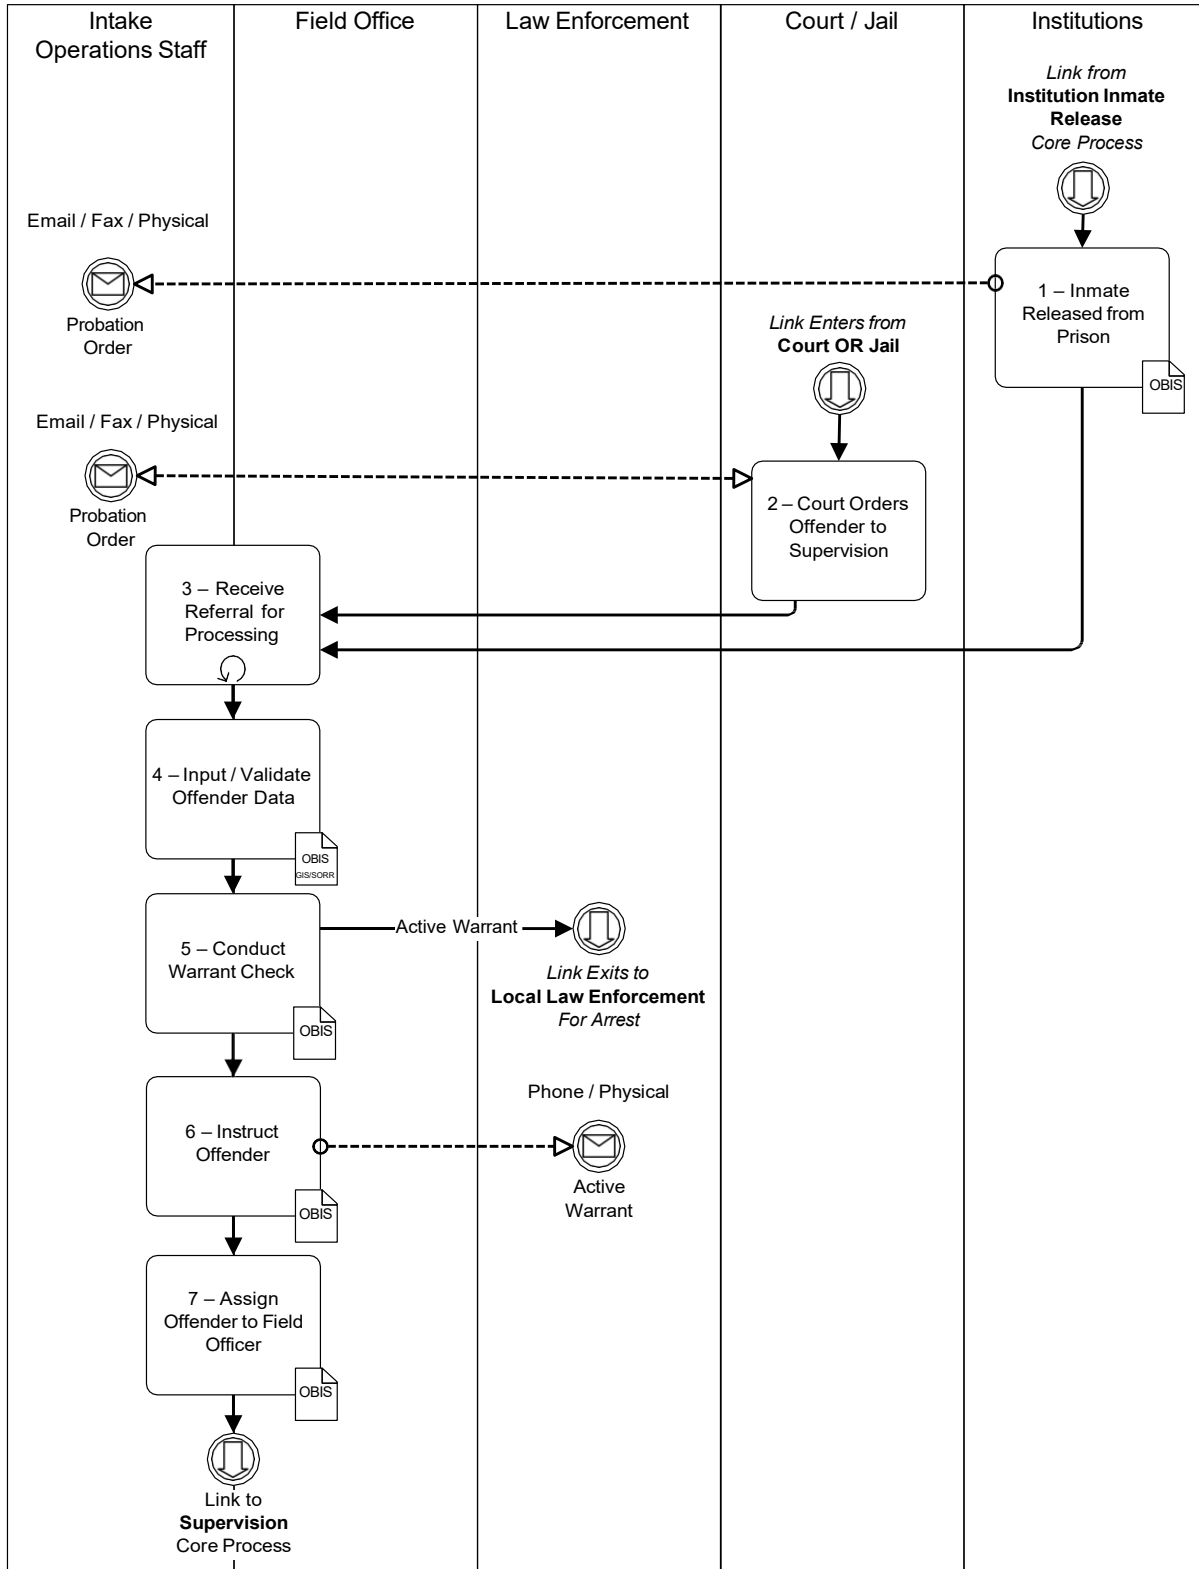 Intake
Operations Staff
Field Office
Law Enforcement
Court / Jail
Institutions
Link from
Institution Inmate
Release
Core Process
Email / Fax / Physical
Probation
Order
1 – Inmate
Released from
Prison
OBIS
Link Enters from
Court OR Jail
Email / Fax / Physical
Probation
Order
2 – Court Orders
Offender to
Supervision
3 – Receive
Referral for
Processing
4 – Input / Validate
Offender Data
OBIS
GIS/SORR
5 – Conduct
Warrant Check
OBIS
Active Warrant
Link Exits to
Local Law Enforcement
For Arrest
Phone / Physical
6 – Instruct
Offender
OBIS
Active
Warrant
7 – Assign
Offender to Field
Officer
OBIS
Link to
Supervision
Core Process